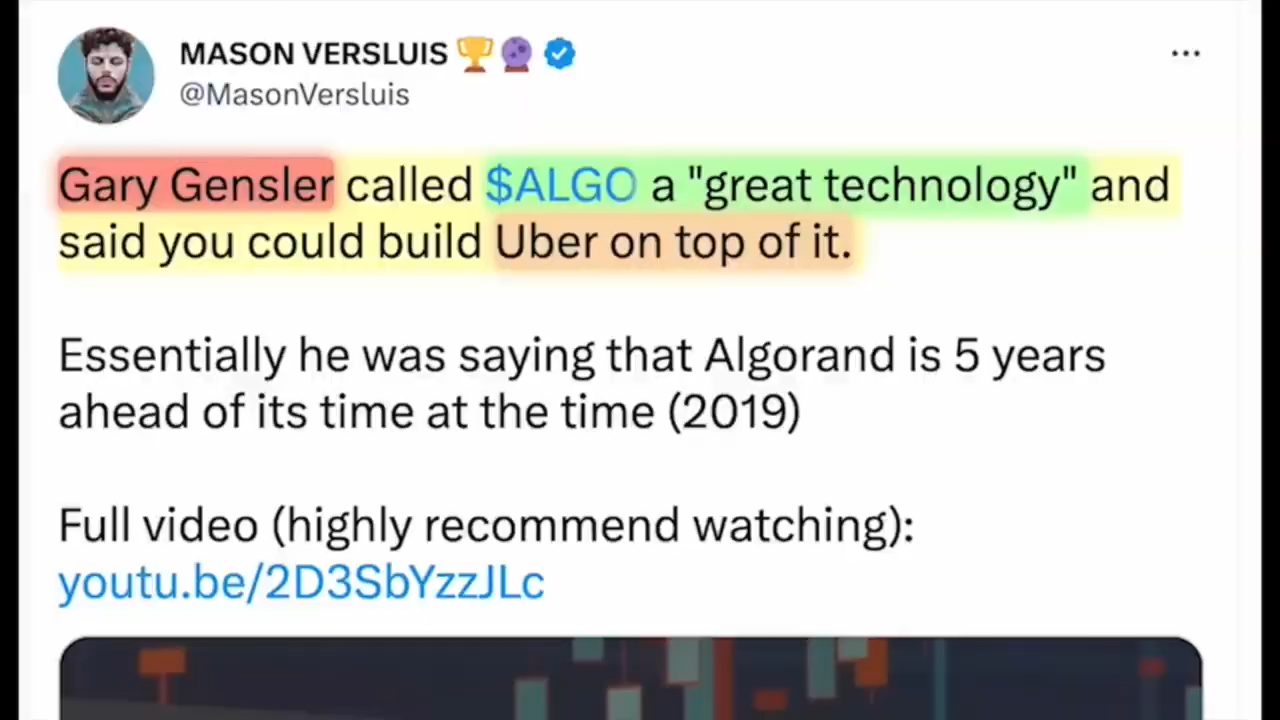 MASON VERSLUIS 🏆🔮
@MasonVersluis
Gary Gensler called $ALGO a "great technology" and
said you could build Uber on top of it.
Essentially he was saying that Algorand is 5 years
ahead of its time at the time (2019)
Full video (highly recommend watching):
youtu.be/2D3SbYzzJLc